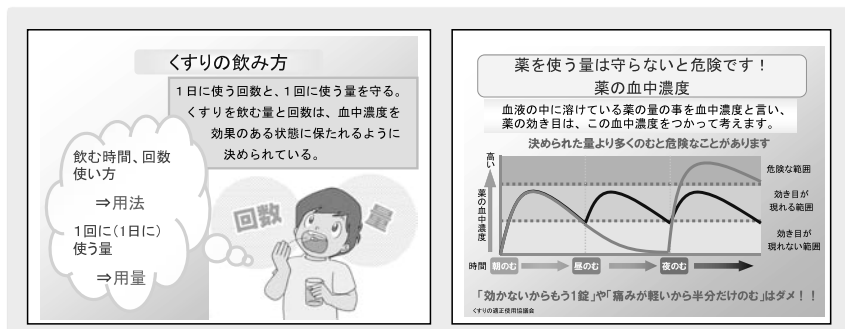 くすりの飲み方
1日に使う回数と、1回に使う量を守る。
くすりを飲む量と回数は、血中濃度を
効果のある状態に保たれるように
決められている。
飲む時間、回数
使い方
⇒用法
1回に(1日に)
使う量
⇒用量
回数
量
薬を使う量は守らないと危険です!
薬の血中濃度
血液の中に溶けている薬の量の事を血中濃度と言い、
薬の効き目は、この血中濃度をつかって考えます。
決められた量より多くのむと危険なことがあります
高い
薬の血中濃度
危険な範囲
効き目が
現れる範囲
効き目が
現れない範囲
時間
朝のむ
昼のむ
夜のむ
「効かないからもう1錠」や「痛みが軽いから半分だけのむ」はダメ!!
くすりの適正使用協議会